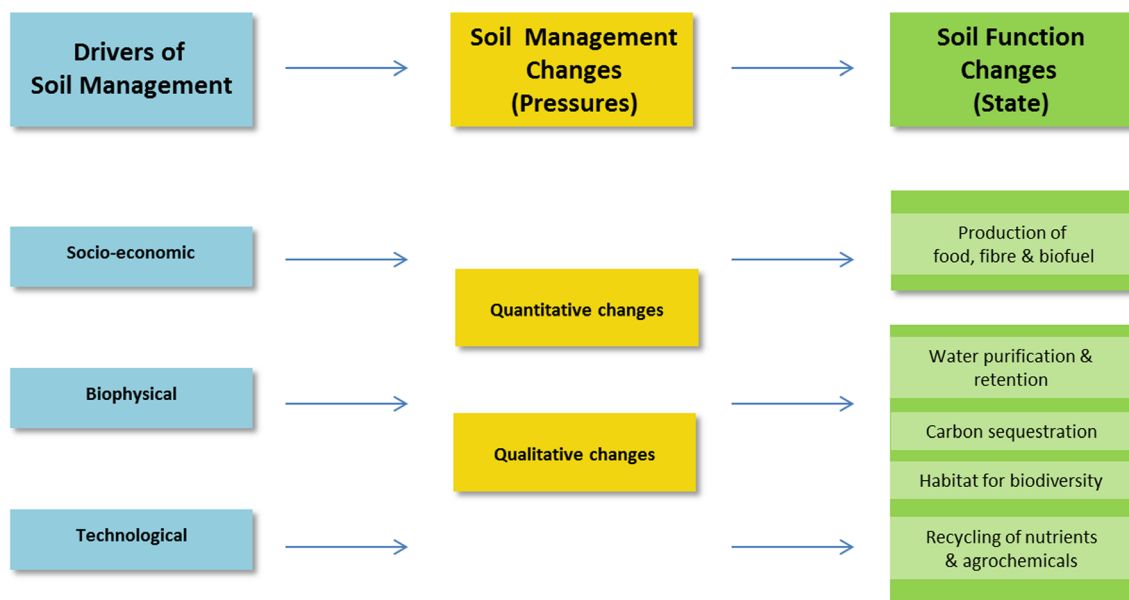 Drivers of
Soil Management
Soil Management
Changes
(Pressures)
Soil Function
Changes
(State)
Socio-economic
Biophysical
Technological
Quantitative changes
Qualitative changes
Production of
food, fibre & biofuel
Water purification &
retention
Carbon sequestration
Habitat for biodiversity
Recycling of nutrients
& agrochemicals